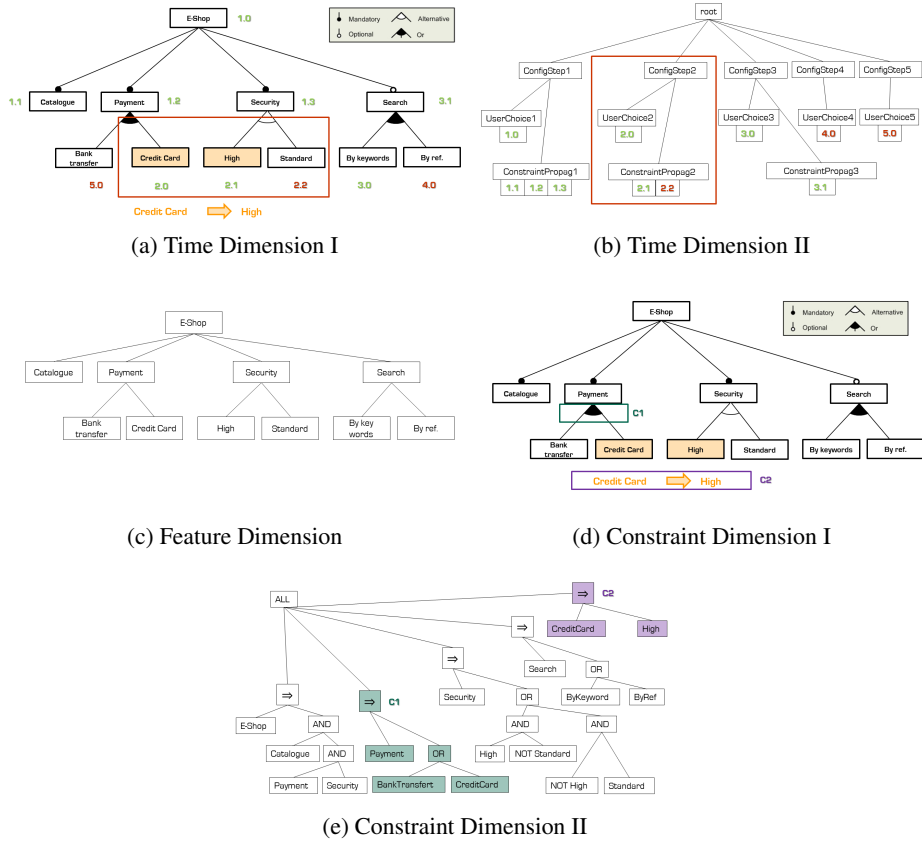 E-Shop 1.0
Mandatory Alternative
Optional Or
1.1 Catalogue Payment 1.2 Security 1.3 Search 3.1
Bank transfer Credit Card High Standard By keywords By ref.
5.0 2.0 2.1 2.2 3.0 4.0
Credit Card High
(a) Time Dimension I
root
ConfigStep1 ConfigStep2 ConfigStep3 ConfigStep4 ConfigStep5
UserChoice1 UserChoice2 UserChoice3 UserChoice4 UserChoice5
1.0 2.0 3.0 4.0 5.0
ConstraintPropag1 ConstraintPropag2 ConstraintPropag3
1.1 1.2 1.3 2.1 2.2 3.1
(b) Time Dimension II
E-Shop
Catalogue Payment Security Search
Bank transfer Credit Card High Standard By key words By ref.
(c) Feature Dimension
E-Shop
Mandatory Alternative
Optional Or
Catalogue Payment Security Search
C1
Bank transfer Credit Card High Standard By keywords By ref.
Credit Card High C2
(d) Constraint Dimension I
ALL ⇒ C2
CreditCard High
⇒
Search OR
ByKeyword ByRef
⇒
Security OR
AND AND
High NOT Standard
NOT High Standard
⇒ C1
Payment OR
BankTransfert CreditCard
⇒
E-Shop AND
Catalogue AND
Payment Security
(e) Constraint Dimension II